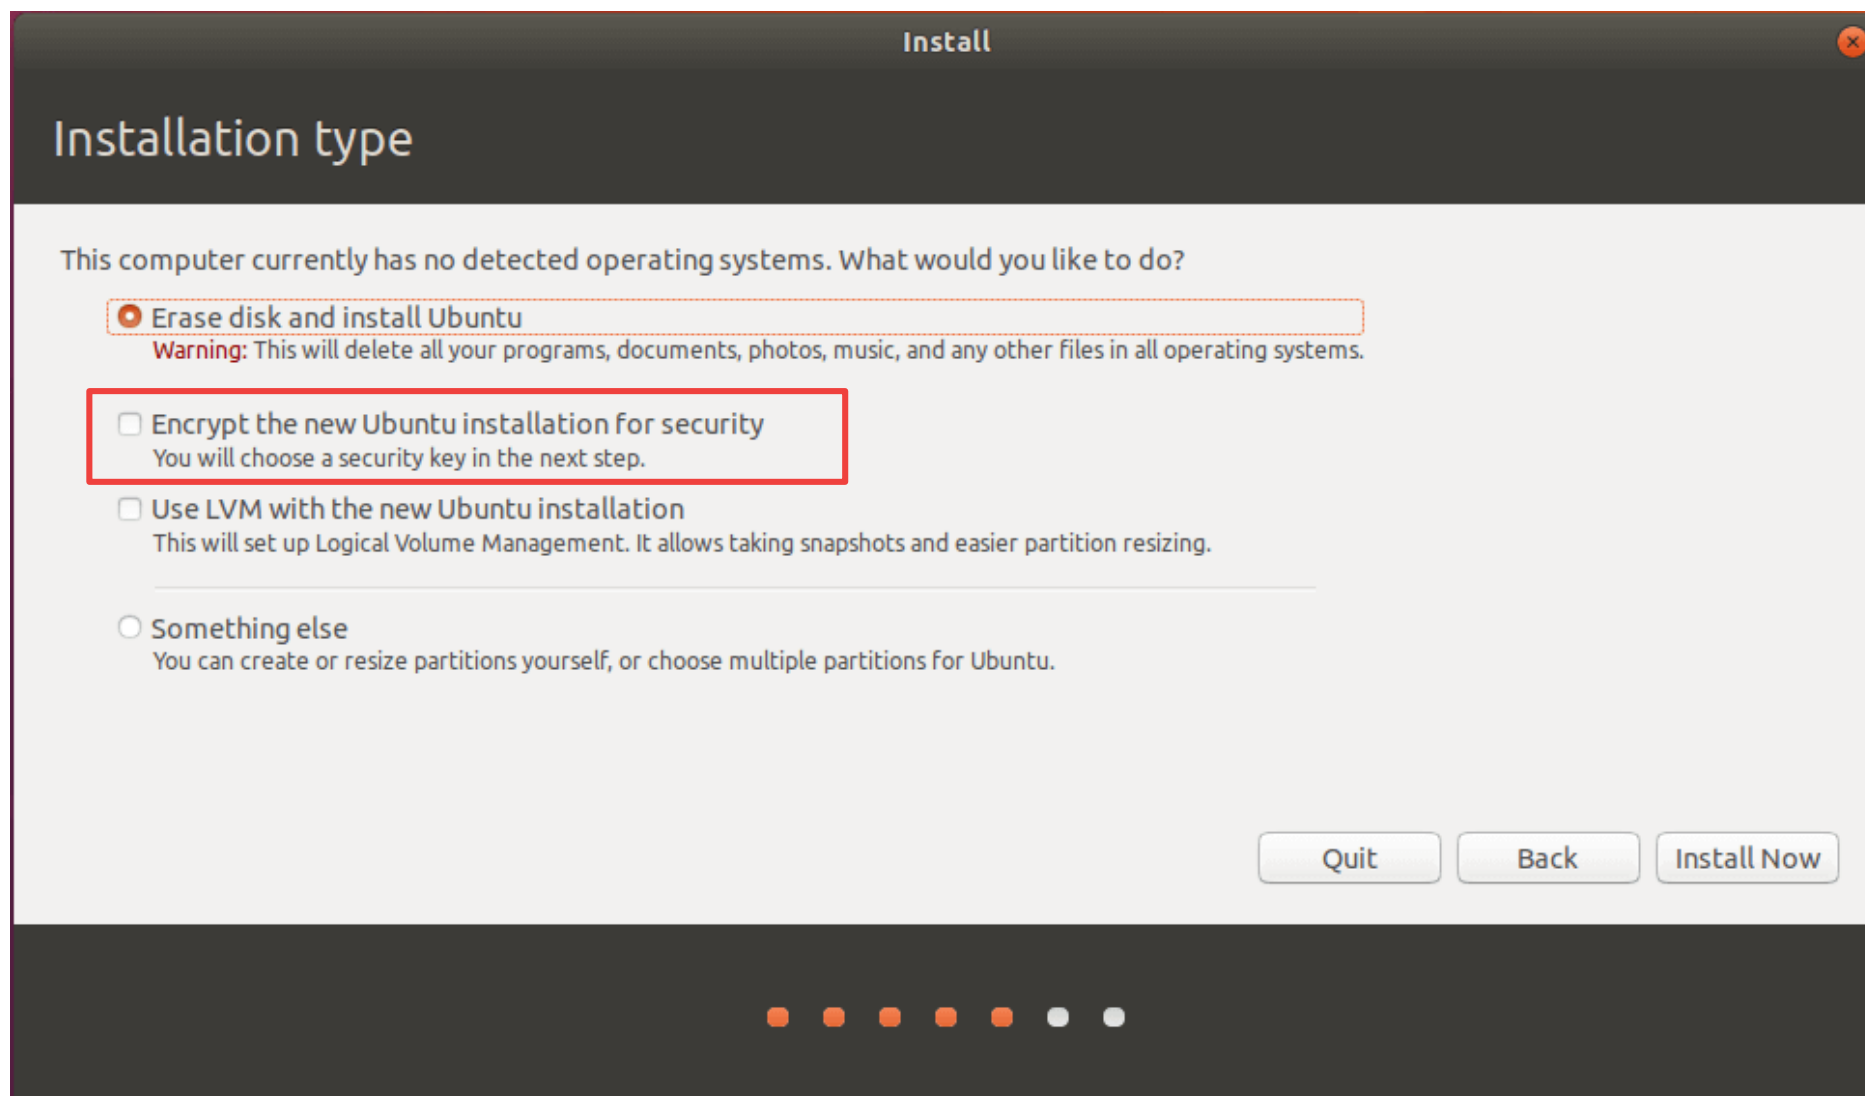 Install
Installation type
This computer currently has no detected operating systems. What would you like to do?
Erase disk and install Ubuntu
Warning: This will delete all your programs, documents, photos, music, and any other files in all operating systems.
Encrypt the new Ubuntu installation for security
You will choose a security key in the next step.
Use LVM with the new Ubuntu installation
This will set up Logical Volume Management. It allows taking snapshots and easier partition resizing.
Something else
You can create or resize partitions yourself, or choose multiple partitions for Ubuntu.
Quit Back Install Now